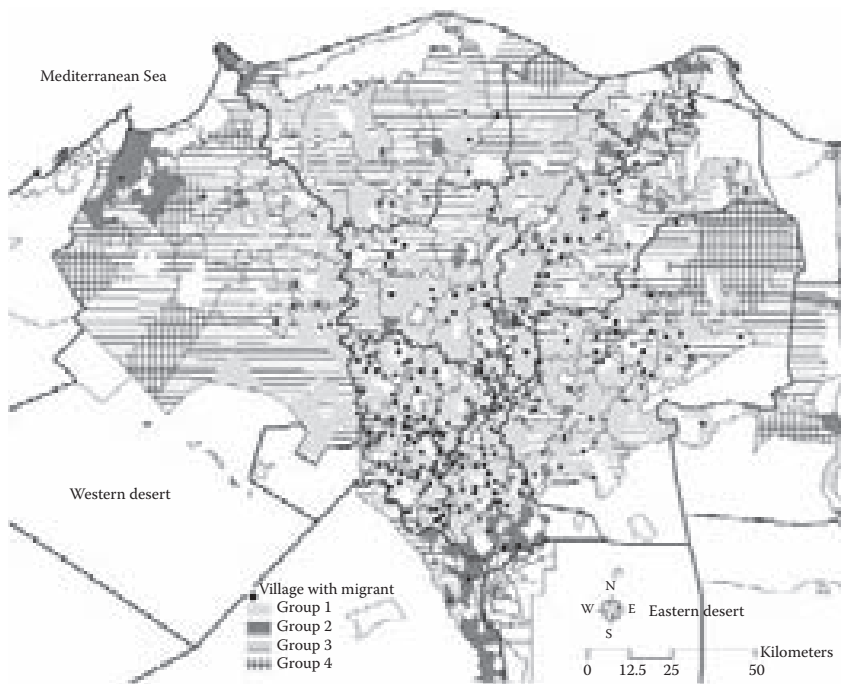 Mediterranean Sea
Western desert
Village with migrant
Group 1
Group 2
Group 3
Group 4
N
W E
S
Eastern desert
Kilometers
0 12.5 25 50